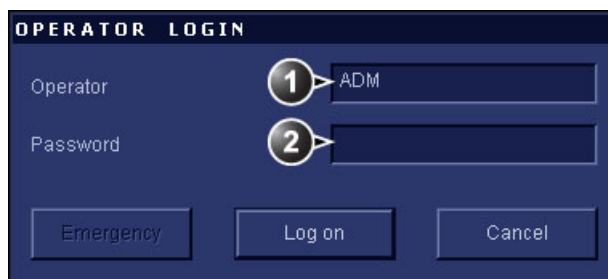 OPERATOR LOGIN
Operator 1 ADM
Password 2
Emergency Log on Cancel